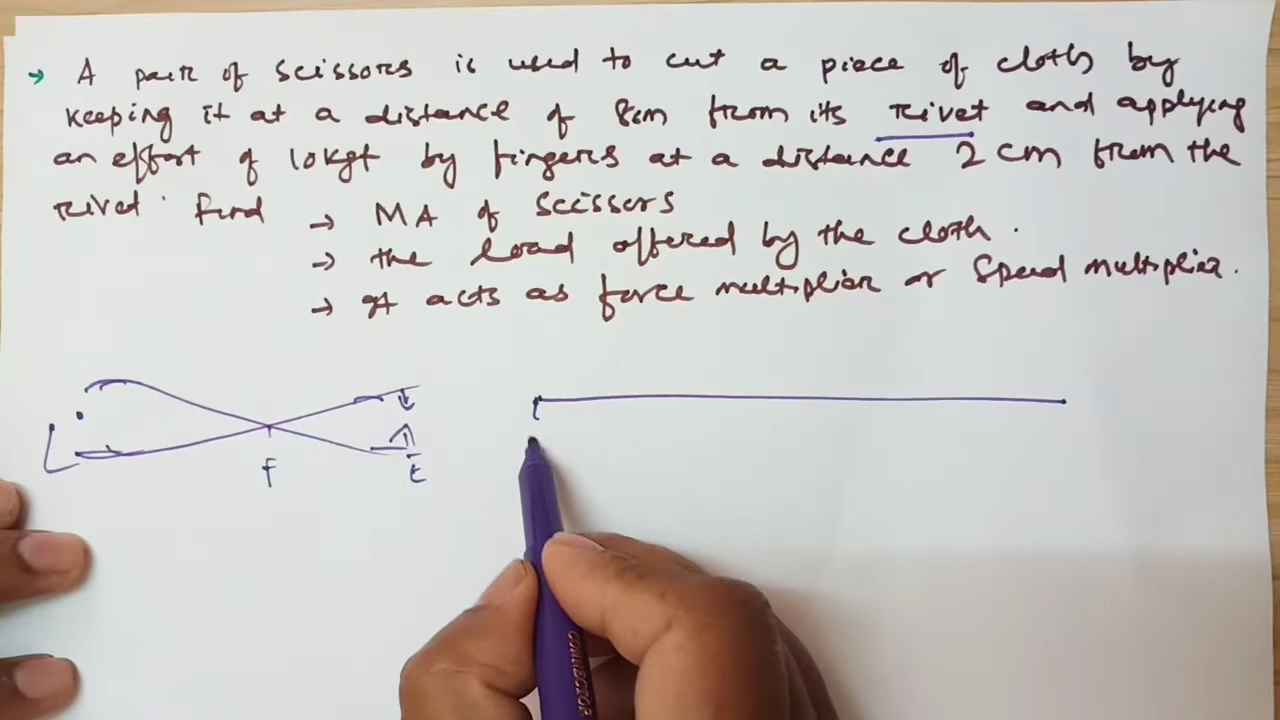 → A pair of scissors is used to cut a piece of cloth by
keeping it at a distance of 8cm from its rivet and applying
an effort of 10kgf by fingers at a distance 2 cm from the
rivet. find → MA of scissors
→ the load offered by the cloth.
→ It acts as force multiplier or speed multiplier.
L
f
E
CONNECTOR